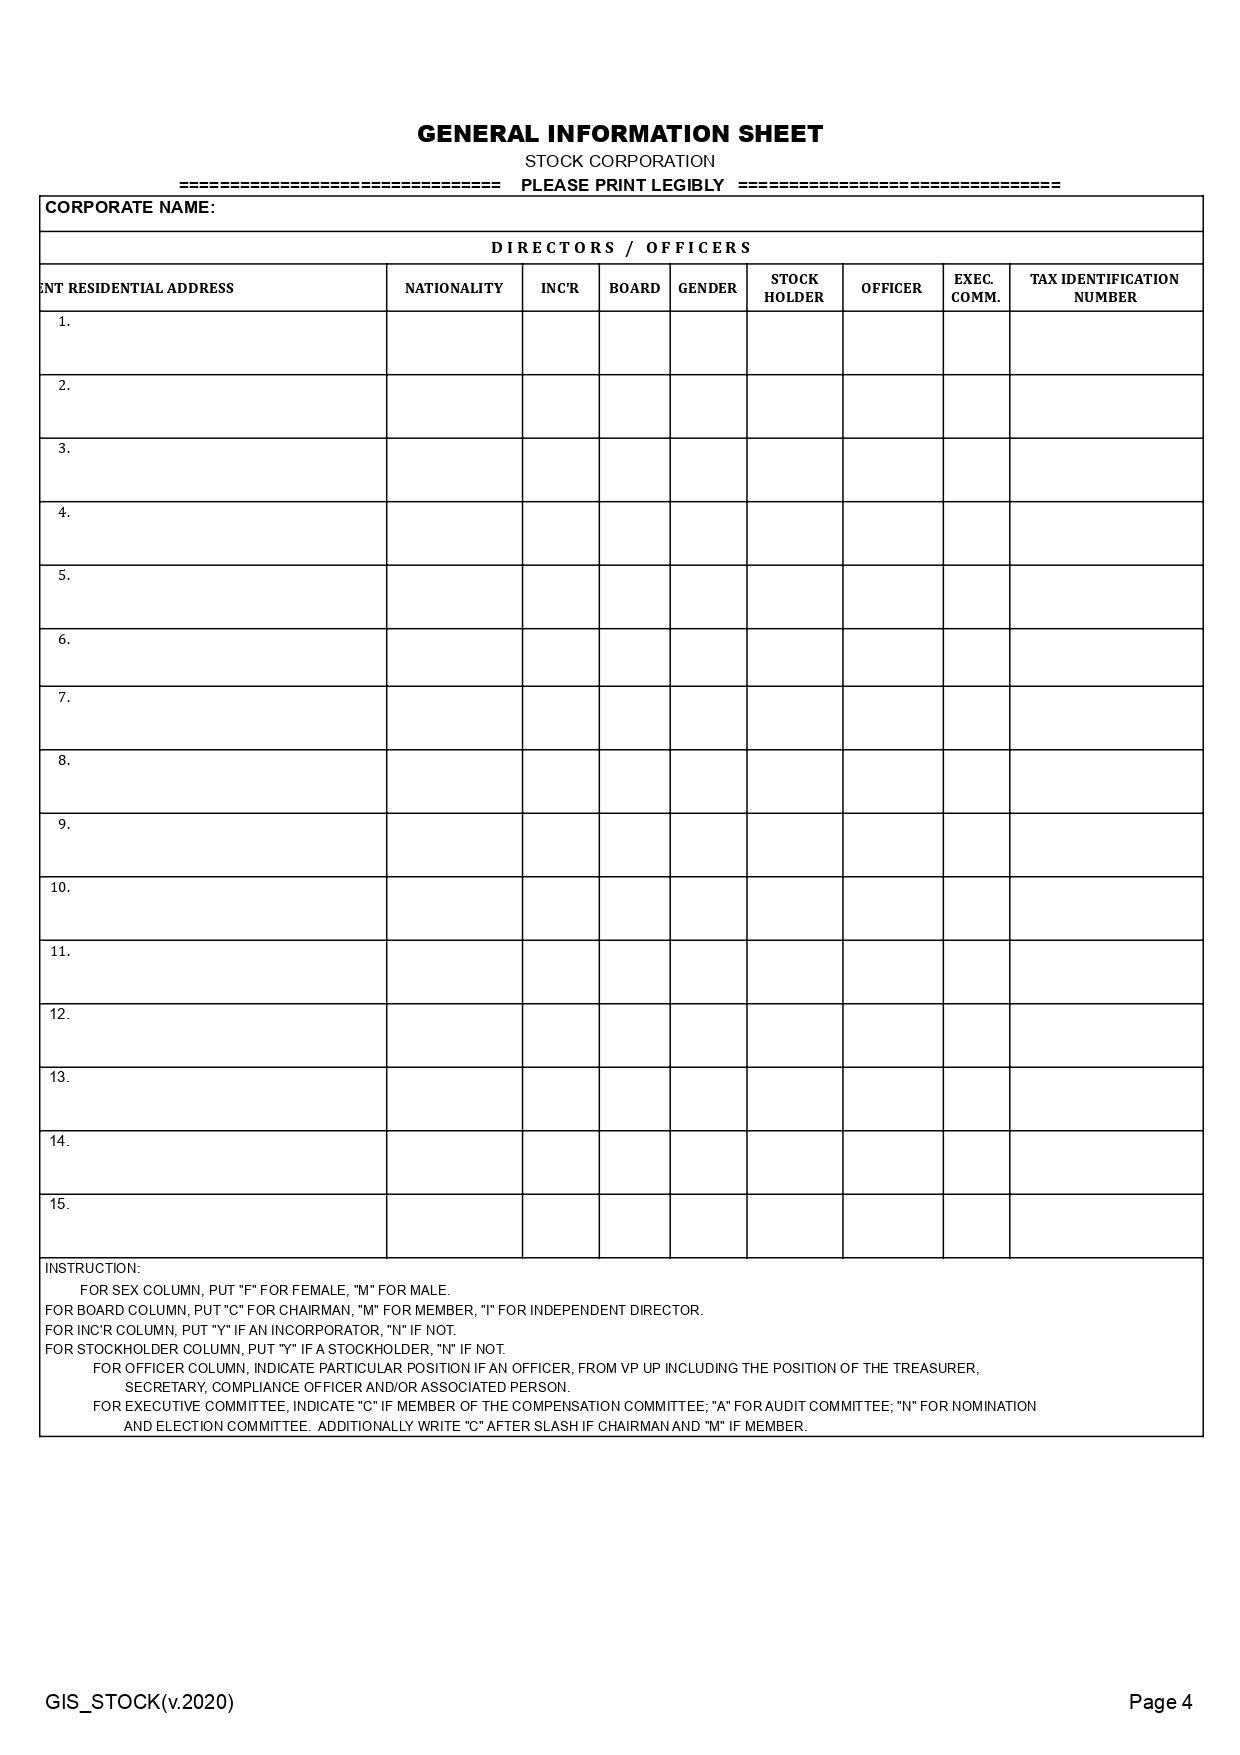 GENERAL INFORMATION SHEET
STOCK CORPORATION
=============================== PLEASE PRINT LEGIBLY ===============================
CORPORATE NAME:
DIRECTORS / OFFICERS
ENT RESIDENTIAL ADDRESS NATIONALITY INC'R BOARD GENDER STOCK HOLDER OFFICER EXEC. COMM. TAX IDENTIFICATION NUMBER
1.
2.
3.
4.
5.
6.
7.
8.
9.
10.
11.
12.
13.
14.
15.
INSTRUCTION:
FOR SEX COLUMN, PUT "F" FOR FEMALE, "M" FOR MALE.
FOR BOARD COLUMN, PUT "C" FOR CHAIRMAN, "M" FOR MEMBER, "I" FOR INDEPENDENT DIRECTOR.
FOR INC'R COLUMN, PUT "Y" IF AN INCORPORATOR, "N" IF NOT.
FOR STOCKHOLDER COLUMN, PUT "Y" IF A STOCKHOLDER, "N" IF NOT.
FOR OFFICER COLUMN, INDICATE PARTICULAR POSITION IF AN OFFICER, FROM VP UP INCLUDING THE POSITION OF THE TREASURER,
SECRETARY, COMPLIANCE OFFICER AND/OR ASSOCIATED PERSON.
FOR EXECUTIVE COMMITTEE, INDICATE "C" IF MEMBER OF THE COMPENSATION COMMITTEE; "A" FOR AUDIT COMMITTEE; "N" FOR NOMINATION
AND ELECTION COMMITTEE. ADDITIONALLY WRITE "C" AFTER SLASH IF CHAIRMAN AND "M" IF MEMBER.
GIS_STOCK(v.2020) Page 4